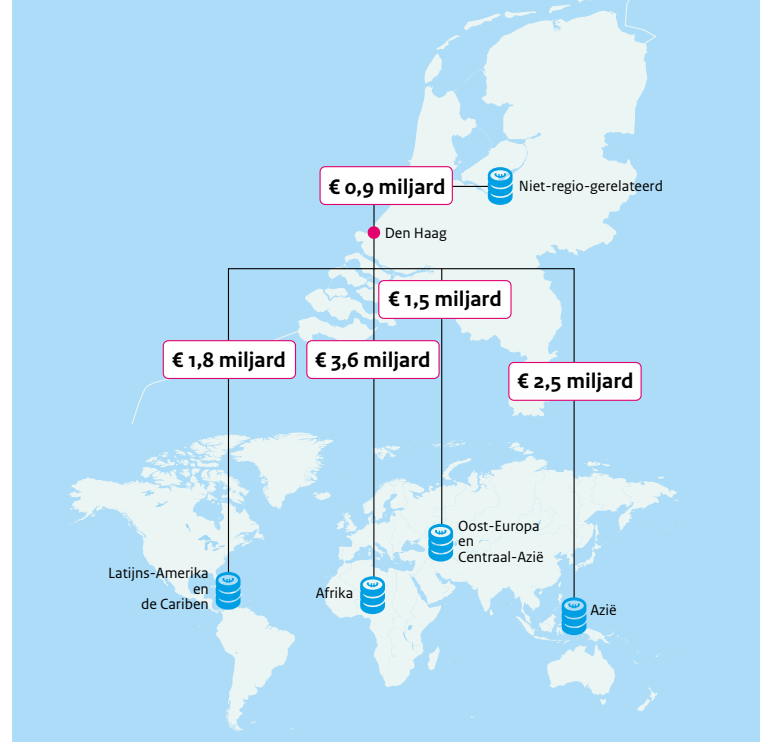 € 0,9 miljard
Niet-regio-gerelateerd
Den Haag
€ 1,5 miljard
€ 1,8 miljard
€ 3,6 miljard
€ 2,5 miljard
Oost-Europa
en
Centraal-Azië
Latijns-Amerika
en
de Cariben
Afrika
Azië